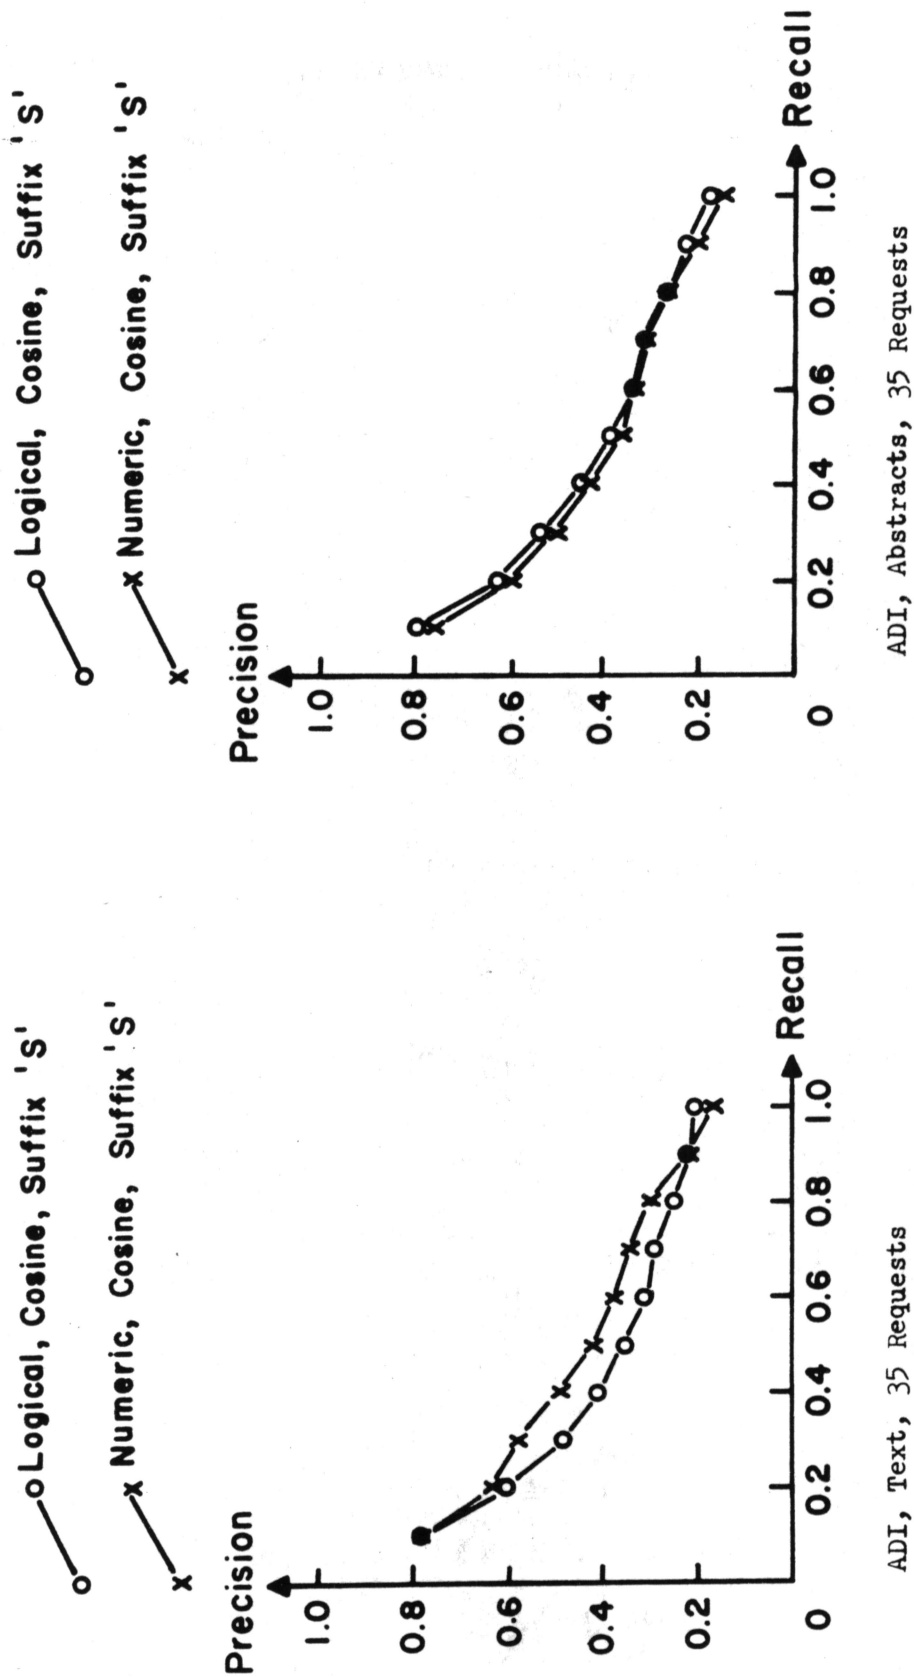 Logical, Cosine, Suffix 's'
Numeric, Cosine, Suffix 's'
Precision
1.0
0.8
0.6
0.4
0.2
0
0.2
0.4
0.6
0.8
1.0
Recall
ADI, Text, 35 Requests
Logical, Cosine, Suffix 's'
Numeric, Cosine, Suffix 's'
Precision
1.0
0.8
0.6
0.4
0.2
0
0.2
0.4
0.6
0.8
1.0
Recall
ADI, Abstracts, 35 Requests